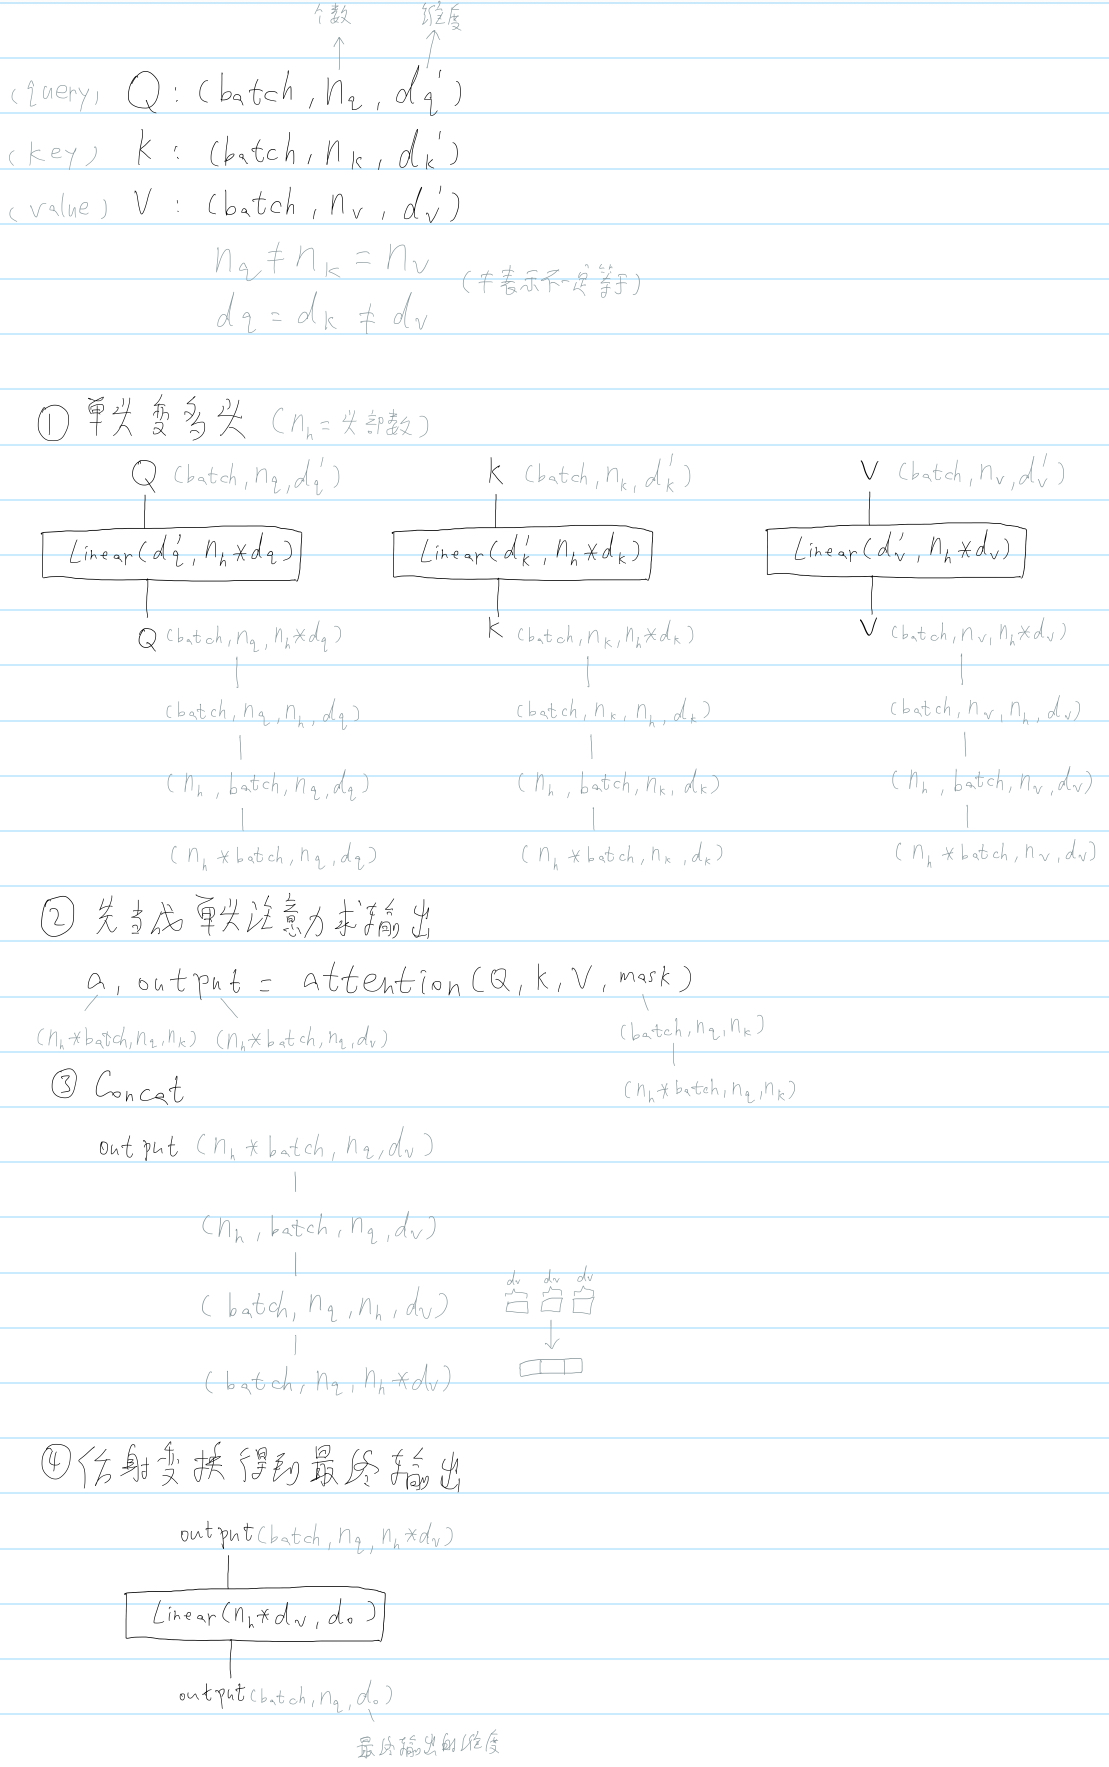 个数 维度
(query) Q : (batch, n_q, d_q')
(key) K : (batch, n_k, d_k')
(value) V : (batch, n_v, d_v')
n_q ≠ n_k = n_v
(≠表示不一定等于)
d_q = d_k ≠ d_v
① 单头变多头 (n_h = 头部数)
Q (batch, n_q, d_q') K (batch, n_k, d_k') V (batch, n_v, d_v')
Linear(d_q', n_h*d_q) Linear(d_k', n_h*d_k) Linear(d_v', n_h*d_v)
Q (batch, n_q, n_h*d_q) K (batch, n_k, n_h*d_k) V (batch, n_v, n_h*d_v)
(batch, n_q, n_h, d_q) (batch, n_k, n_h, d_k) (batch, n_v, n_h, d_v)
(n_h, batch, n_q, d_q) (n_h, batch, n_k, d_k) (n_h, batch, n_v, d_v)
(n_h*batch, n_q, d_q) (n_h*batch, n_k, d_k) (n_h*batch, n_v, d_v)
② 先当成单头注意力求输出
a, output = attention(Q, K, V, mask)
(n_h*batch, n_q, n_k) (n_h*batch, n_q, d_v) (batch, n_q, n_k)
(n_h*batch, n_q, n_k)
③ Concat
output (n_h*batch, n_q, d_v)
(n_h, batch, n_q, d_v)
d_v d_v d_v
(batch, n_q, n_h, d_v)
(batch, n_q, n_h*d_v)
④ 仿射变换得到最终输出
output (batch, n_q, n_h*d_v)
Linear(n_h*d_v, d_o)
output (batch, n_q, d_o)
最终输出的维度